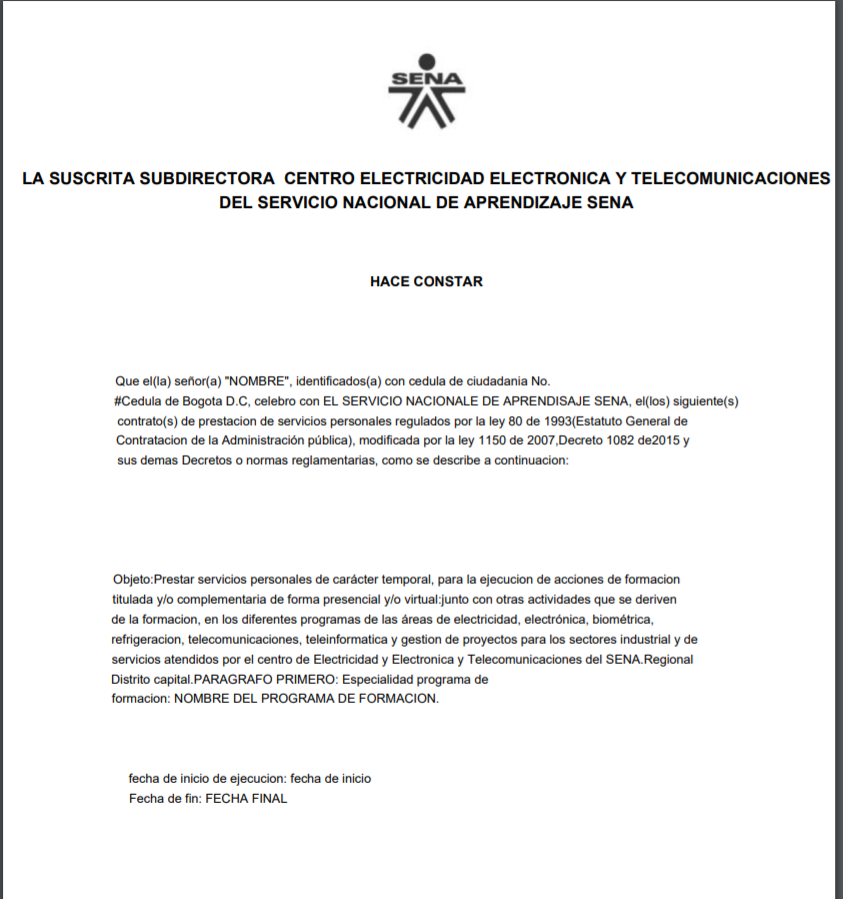 SENA
LA SUSCRITA SUBDIRECTORA CENTRO ELECTRICIDAD ELECTRONICA Y TELECOMUNICACIONES
DEL SERVICIO NACIONAL DE APRENDIZAJE SENA
HACE CONSTAR
Que el(la) señor(a) "NOMBRE", identificados(a) con cedula de ciudadania No.
#Cedula de Bogota D.C, celebro con EL SERVICIO NACIONALE DE APRENDISAJE SENA, el(los) siguiente(s)
contrato(s) de prestacion de servicios personales regulados por la ley 80 de 1993(Estatuto General de
Contratacion de la Administración pública), modificada por la ley 1150 de 2007,Decreto 1082 de2015 y
sus demas Decretos o normas reglamentarias, como se describe a continuacion:
Objeto:Prestar servicios personales de carácter temporal, para la ejecucion de acciones de formacion
titulada y/o complementaria de forma presencial y/o virtual:junto con otras actividades que se deriven
de la formacion, en los diferentes programas de las áreas de electricidad, electrónica, biométrica,
refrigeracion, telecomunicaciones, teleinformatica y gestion de proyectos para los sectores industrial y de
servicios atendidos por el centro de Electricidad y Electronica y Telecomunicaciones del SENA.Regional
Distrito capital.PARAGRAFO PRIMERO: Especialidad programa de
formacion: NOMBRE DEL PROGRAMA DE FORMACION.
fecha de inicio de ejecucion: fecha de inicio
Fecha de fin: FECHA FINAL